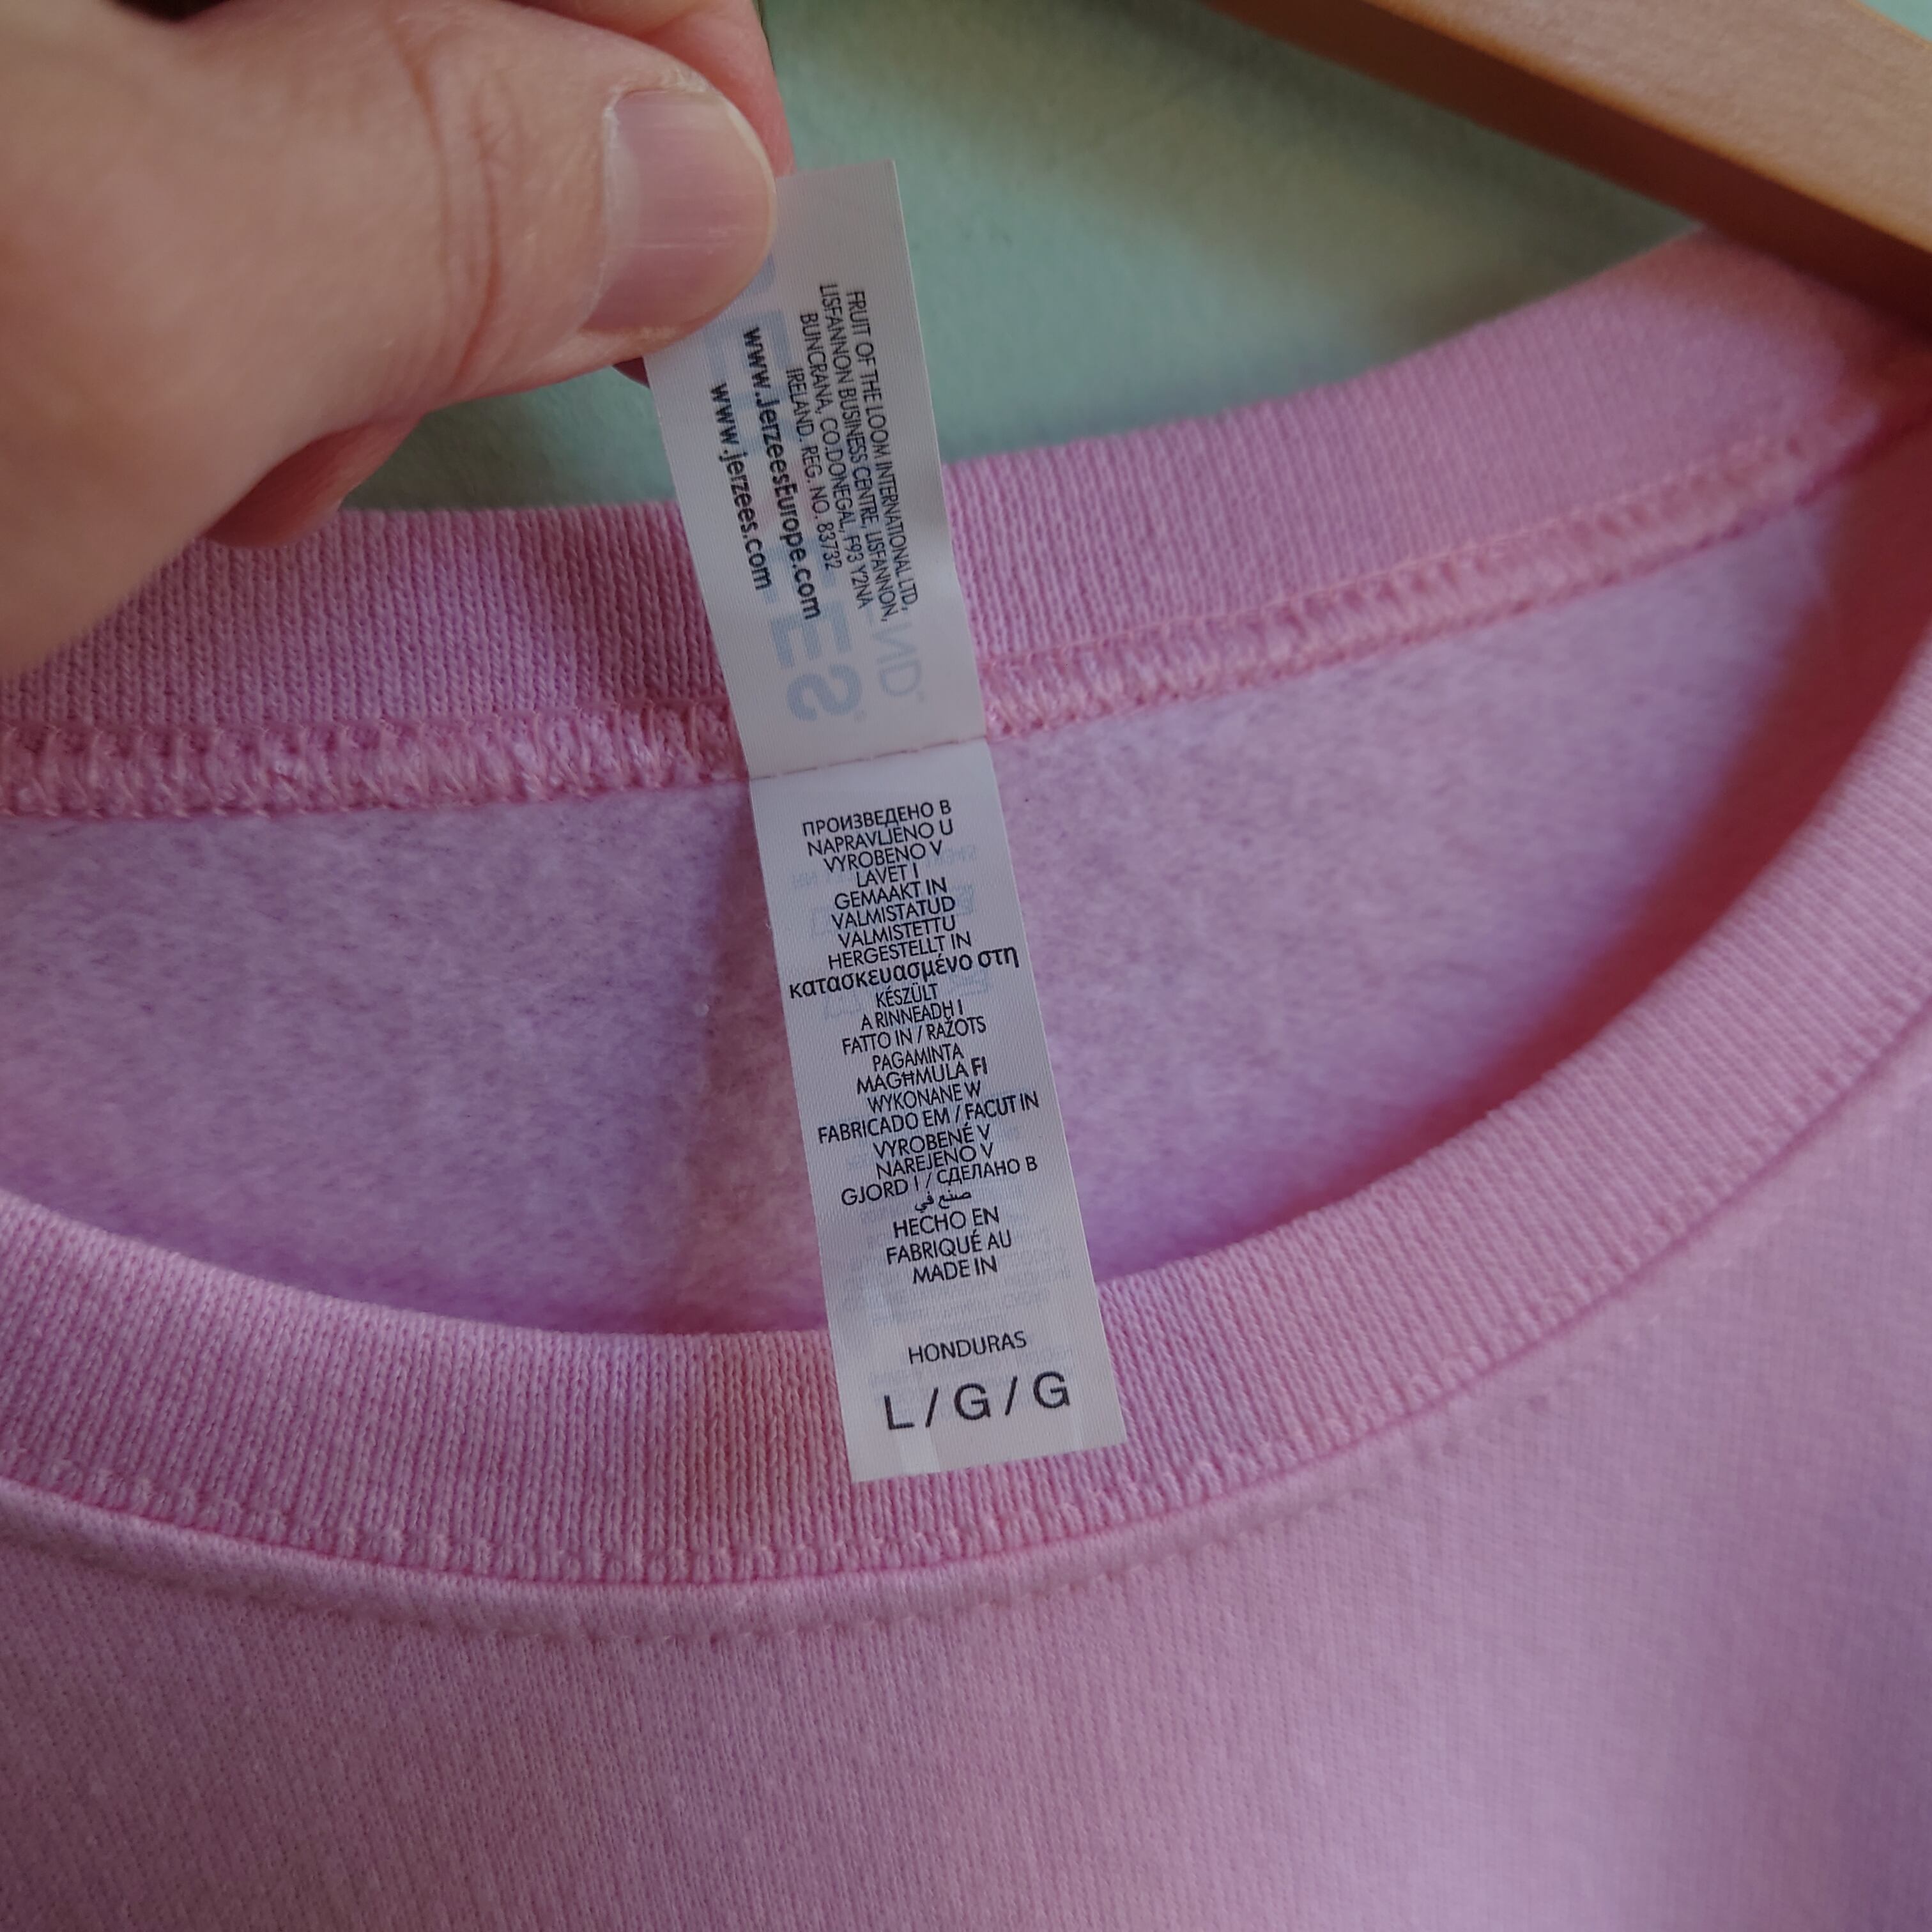 FRUIT OF THE LOOM INTERNATIONAL LTD,
LISFANNON BUSINESS CENTRE, LISFANNON,
BUNCRANA, CO.DONEGAL, F93 Y2NA
IRELAND. REG. NO. 83732
www.JerzeesEurope.com
www.jerzees.com
ПРОИЗВЕДЕНО В
NAPRAVLJENO U
VYROBENO V
LAVET I
GEMAAKT IN
VALMISTATUD
VALMISTETTU
HERGESTELLT IN
κατασκευασμένο στη
KÉSZÜLT
A RINNEADH I
FATTO IN / RAŽOTS
PAGAMINTA
MAGĦMULA FI
WYKONANE W
FABRICADO EM / FACUT IN
VYROBENÉ V
NAREJENO V
GJORD I / СДЕЛАНО В
صنع في
HECHO EN
FABRIQUÉ AU
MADE IN
HONDURAS
L / G / G